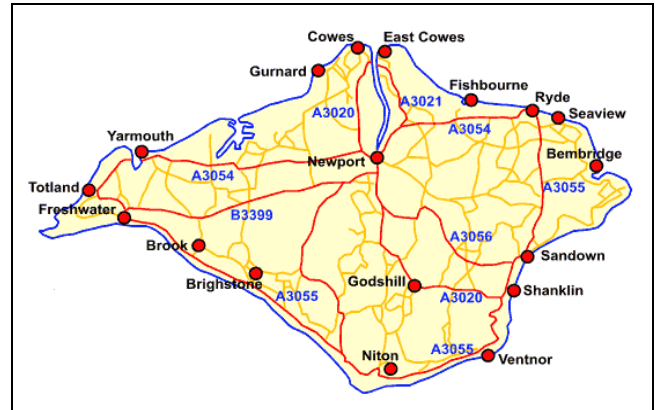 Cowes
East Cowes
Gurnard
Fishbourne
Ryde
A3020
A3021
Seaview
A3054
Yarmouth
Newport
Bembridge
A3054
Totland
A3055
Freshwater
B3399
Brook
A3056
Sandown
Brighstone
Godshill
A3055
A3020
Shanklin
Niton
A3055
Ventnor